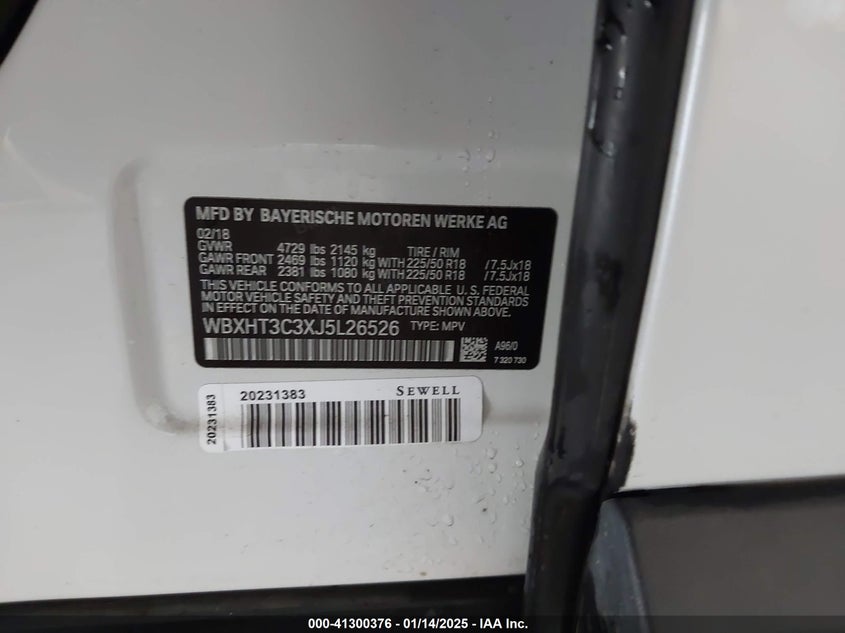 MFD BY BAYERISCHE MOTOREN WERKE AG
02/18
GVWR 4729 lbs 2145 kg TIRE / RIM
GAWR FRONT 2469 lbs 1120 kg WITH 225/50 R18 /7.5Jx18
GAWR REAR 2381 lbs 1080 kg WITH 225/50 R18 /7.5Jx18
THIS VEHICLE CONFORMS TO ALL APPLICABLE U. S. FEDERAL
MOTOR VEHICLE SAFETY AND THEFT PREVENTION STANDARDS
IN EFFECT ON THE DATE OF MANUFACTURE SHOWN ABOVE.
WBXHT3C3XJ5L26526 TYPE: MPV
A96/0
7 320 730
20231383 SEWELL
20231383
000-41300376 - 01/14/2025 - IAA Inc.